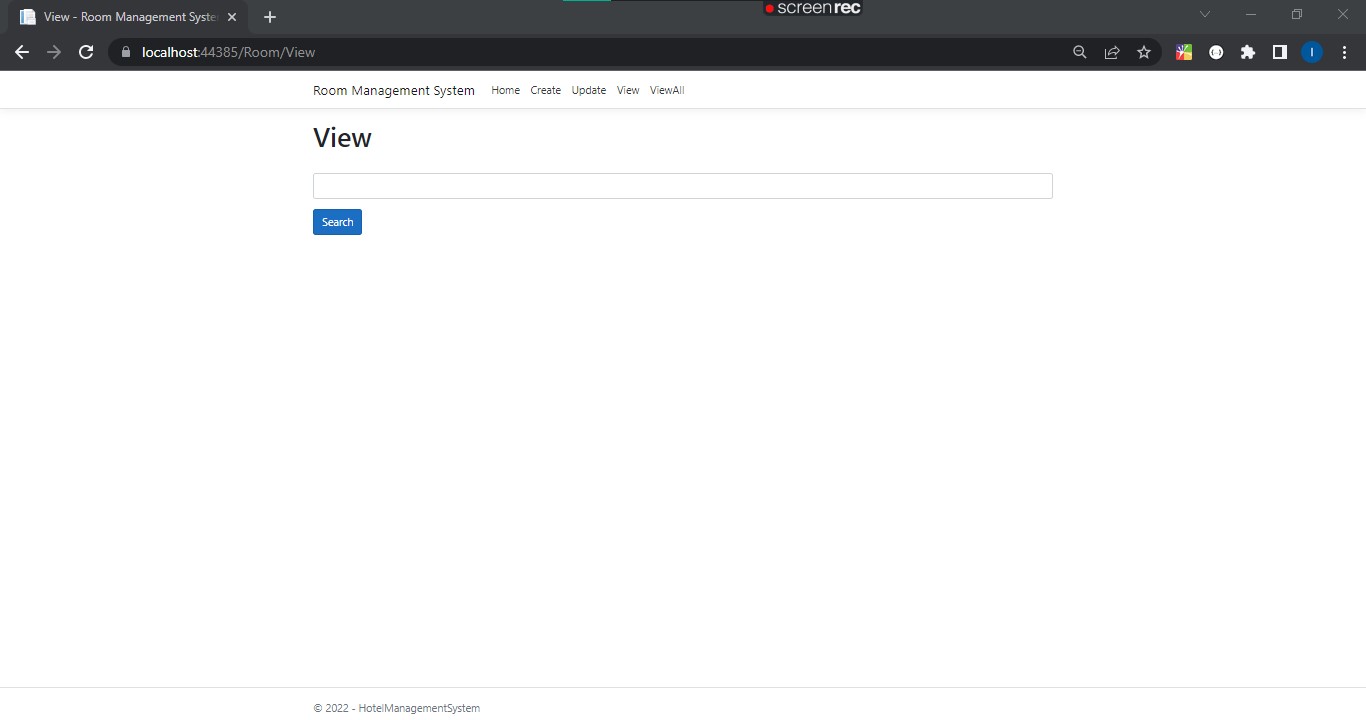 View - Room Management Syste
screenrec
localhost:44385/Room/View
I
Room Management System Home Create Update View ViewAll
View
Search
© 2022 - HotelManagementSystem